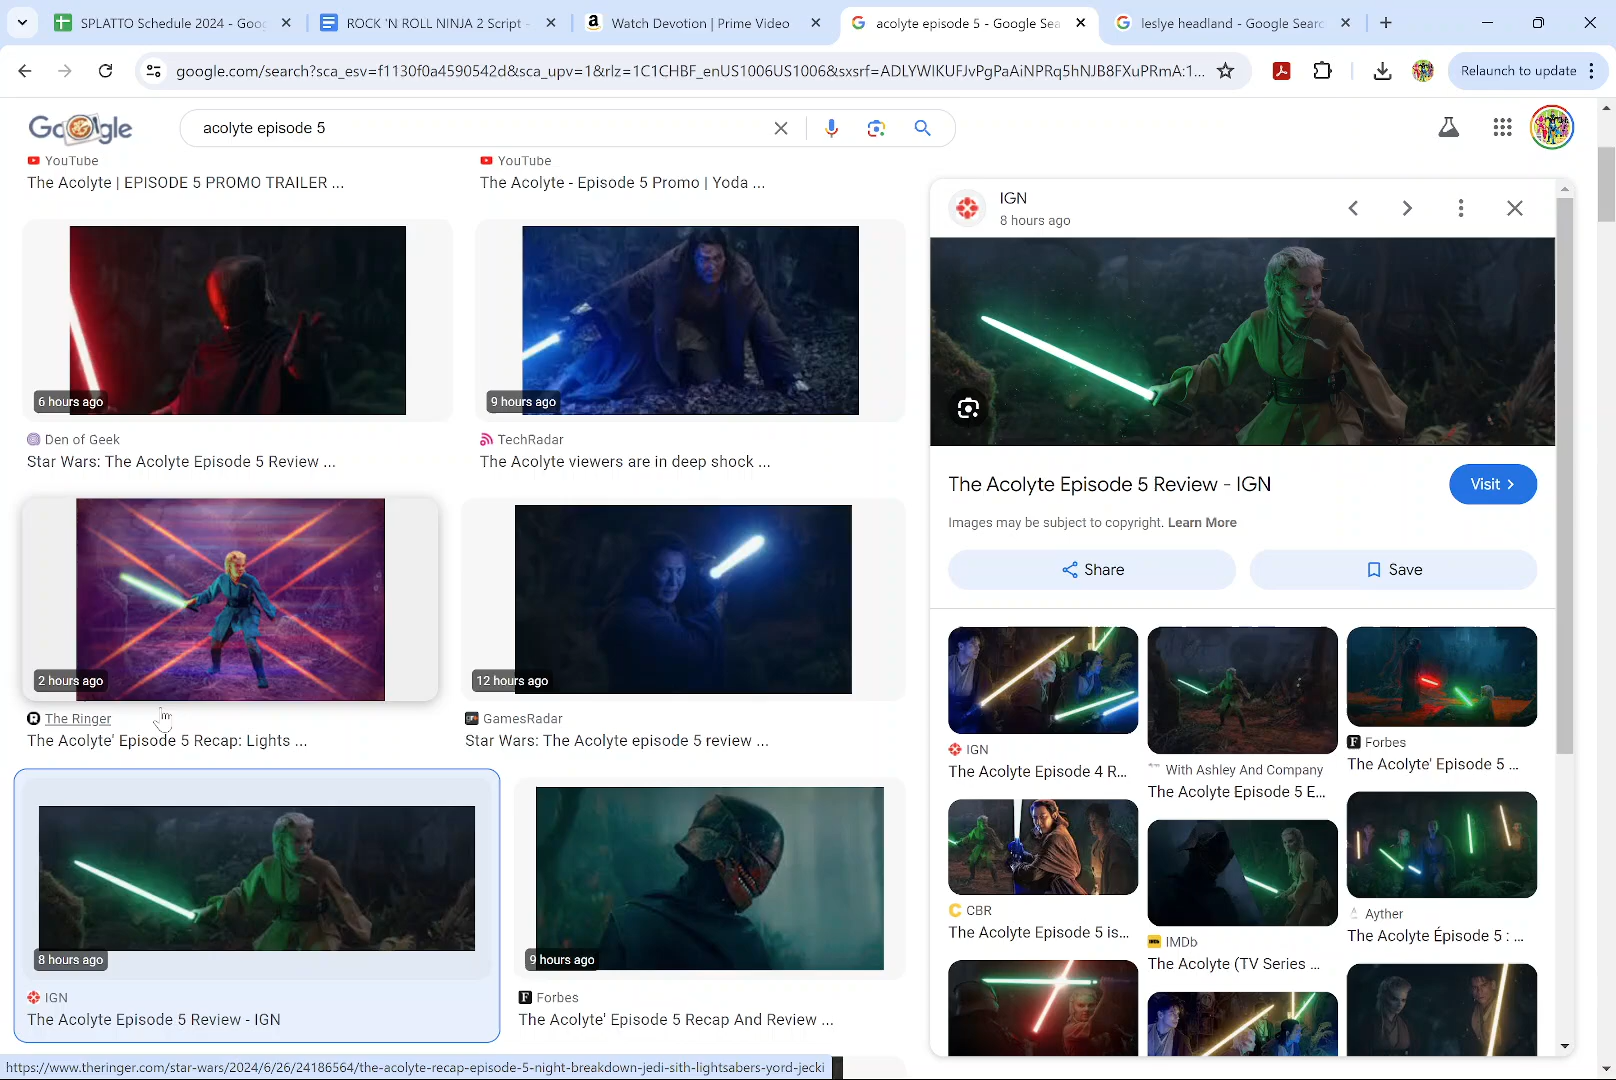 SPLATTO Schedule 2024 - Goog
ROCK 'N ROLL NINJA 2 Script -
Watch Devotion | Prime Video
acolyte episode 5 - Google Sea
leslye headland - Google Searc
google.com/search?sca_esv=f1130f0a4590542d&sca_upv=1&rlz=1C1CHBF_enUS1006US1006&sxsrf=ADLYWIKUFJvPgPaAiNPRq5hNJB8FXuPRmA:1...
Relaunch to update
Google
acolyte episode 5
YouTube
The Acolyte | EPISODE 5 PROMO TRAILER ...
YouTube
The Acolyte - Episode 5 Promo | Yoda ...
6 hours ago
Den of Geek
Star Wars: The Acolyte Episode 5 Review ...
9 hours ago
TechRadar
The Acolyte viewers are in deep shock ...
2 hours ago
The Ringer
The Acolyte' Episode 5 Recap: Lights ...
12 hours ago
GamesRadar
Star Wars: The Acolyte episode 5 review ...
8 hours ago
IGN
The Acolyte Episode 5 Review - IGN
9 hours ago
Forbes
The Acolyte' Episode 5 Recap And Review ...
IGN
8 hours ago
The Acolyte Episode 5 Review - IGN
Visit
Images may be subject to copyright. Learn More
Share
Save
IGN
The Acolyte Episode 4 R...
With Ashley And Company
The Acolyte Episode 5 E...
Forbes
The Acolyte' Episode 5 ...
CBR
The Acolyte Episode 5 is...
IMDb
The Acolyte (TV Series ...
Ayther
The Acolyte Épisode 5 : ...
https://www.theringer.com/star-wars/2024/6/26/24186564/the-acolyte-recap-episode-5-night-breakdown-jedi-sith-lightsabers-yord-jecki